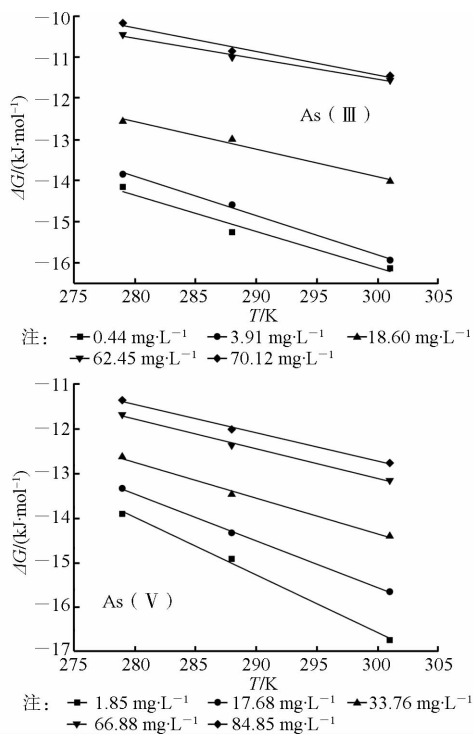 −10
−11
As（Ⅲ）
−12
ΔG/(kJ·mol⁻¹)
−13
−14
−15
−16
275 280 285 290 295 300 305
T/K
注： 0.44 mg·L⁻¹ 3.91 mg·L⁻¹ 18.60 mg·L⁻¹
62.45 mg·L⁻¹ 70.12 mg·L⁻¹
−11
−12
−13
ΔG/(kJ·mol⁻¹)
−14
−15
−16
As（Ⅴ）
−17
275 280 285 290 295 300 305
T/K
注： 1.85 mg·L⁻¹ 17.68 mg·L⁻¹ 33.76 mg·L⁻¹
66.88 mg·L⁻¹ 84.85 mg·L⁻¹